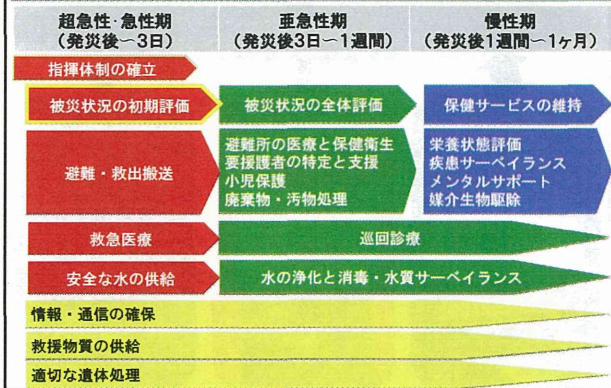 超急性・急性期
(発災後～3日)
亜急性期
(発災後3日～1週間)
慢性期
(発災後1週間～1ヶ月)
指揮体制の確立
被災状況の初期評価
被災状況の全体評価
保健サービスの維持
避難・救出搬送
避難所の医療と保健衛生
要援護者の特定と支援
小児保護
廃棄物・汚物処理
栄養状態評価
疾患サーベイランス
メンタルサポート
媒介生物駆除
救急医療
巡回診療
安全な水の供給
水の浄化と消毒・水質サーベイランス
情報・通信の確保
救援物質の供給
適切な遺体処理